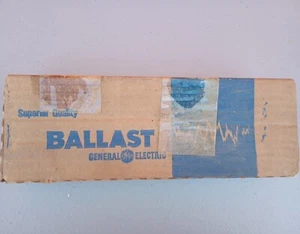 Superior Quality
BALLAST
GENERAL ELECTRIC